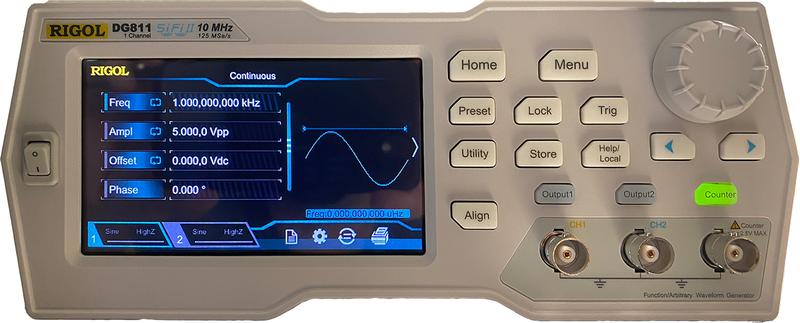 RIGOL DG811 SiFi II 10 MHz
1 Channel 125 MSa/s
RIGOL
Continuous
Freq 1.000,000,000 kHz
Ampl 5.000,0 Vpp
Offset 0.000,0 Vdc
Phase 0.000 °
Freq:0.000 000 000 uHz
1 Sine HighZ 2 Sine HighZ
Home Menu
Preset Lock Trig
Utility Store Help/
Local
Output1 Output2 Counter
Align
CH1 CH2 Counter
2.5V MAX
Function/Arbitrary Waveform Generator